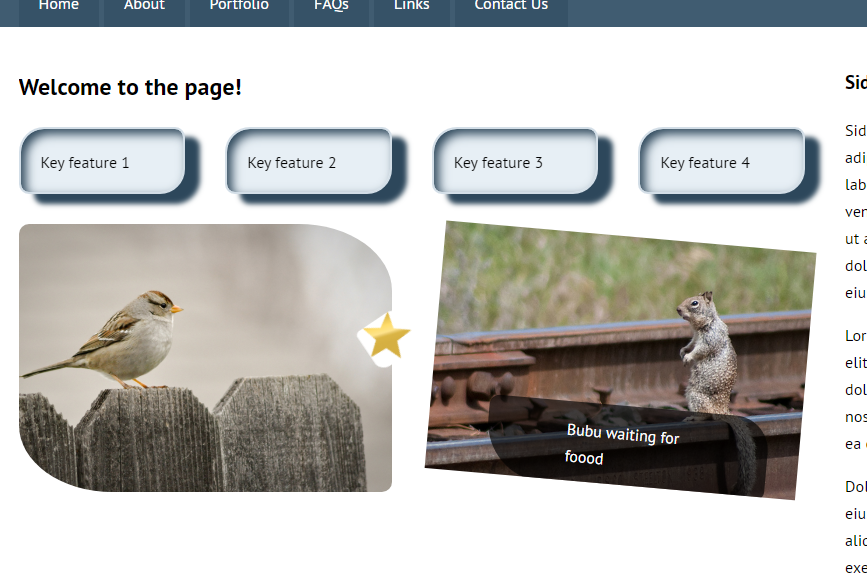 Home About Portfolio FAQs Links Contact Us
Welcome to the page!
Key feature 1
Key feature 2
Key feature 3
Key feature 4
Bubu waiting for
foood
Sid
Sid
adi
lab
ven
ut a
dol
eiu
Lor
elit
dol
nos
ea
Dol
eiu
aliq
exe